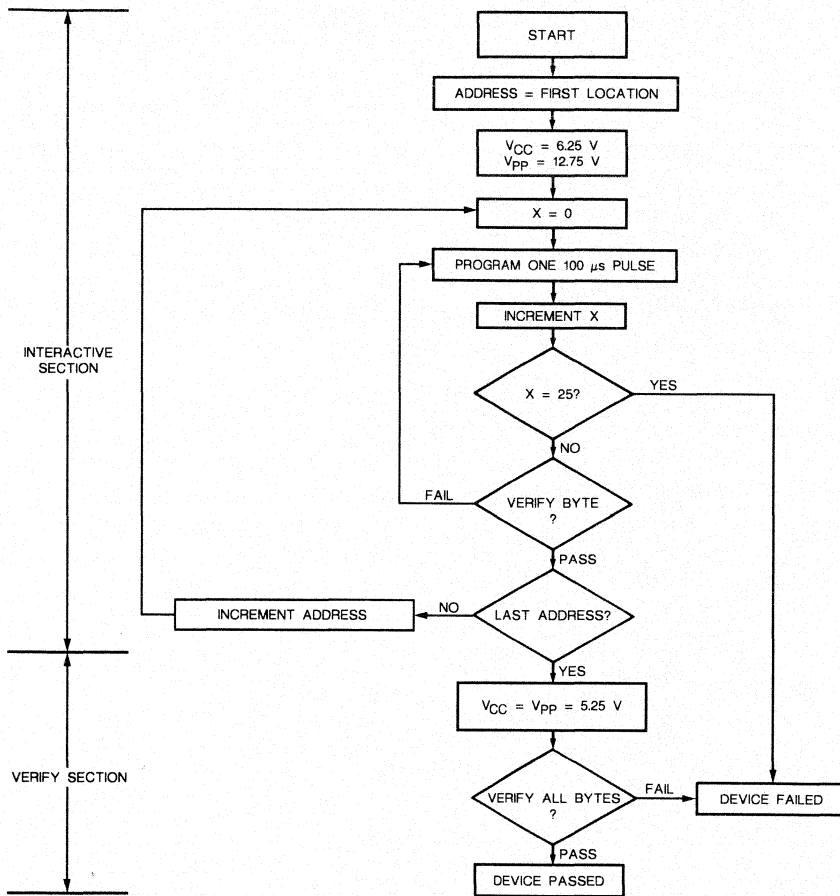 START
ADDRESS = FIRST LOCATION
VCC = 6.25 V
VPP = 12.75 V
X = 0
PROGRAM ONE 100 μs PULSE
INCREMENT X
INTERACTIVE
SECTION
X = 25?
YES
NO
FAIL
VERIFY BYTE
?
PASS
INCREMENT ADDRESS
NO
LAST ADDRESS?
YES
VCC = VPP = 5.25 V
VERIFY SECTION
VERIFY ALL BYTES
?
FAIL
DEVICE FAILED
PASS
DEVICE PASSED